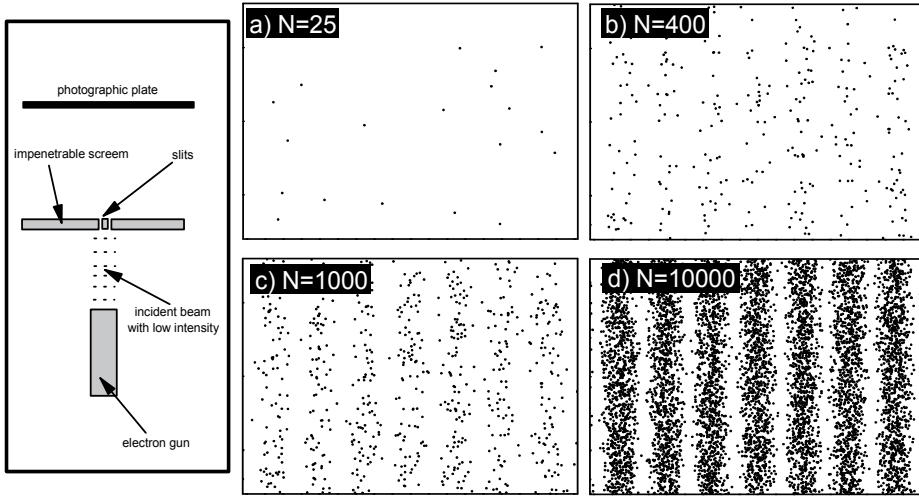 photographic plate
impenetrable screem
slits
incident beam
with low intensity
electron gun
a) N=25
b) N=400
c) N=1000
d) N=10000